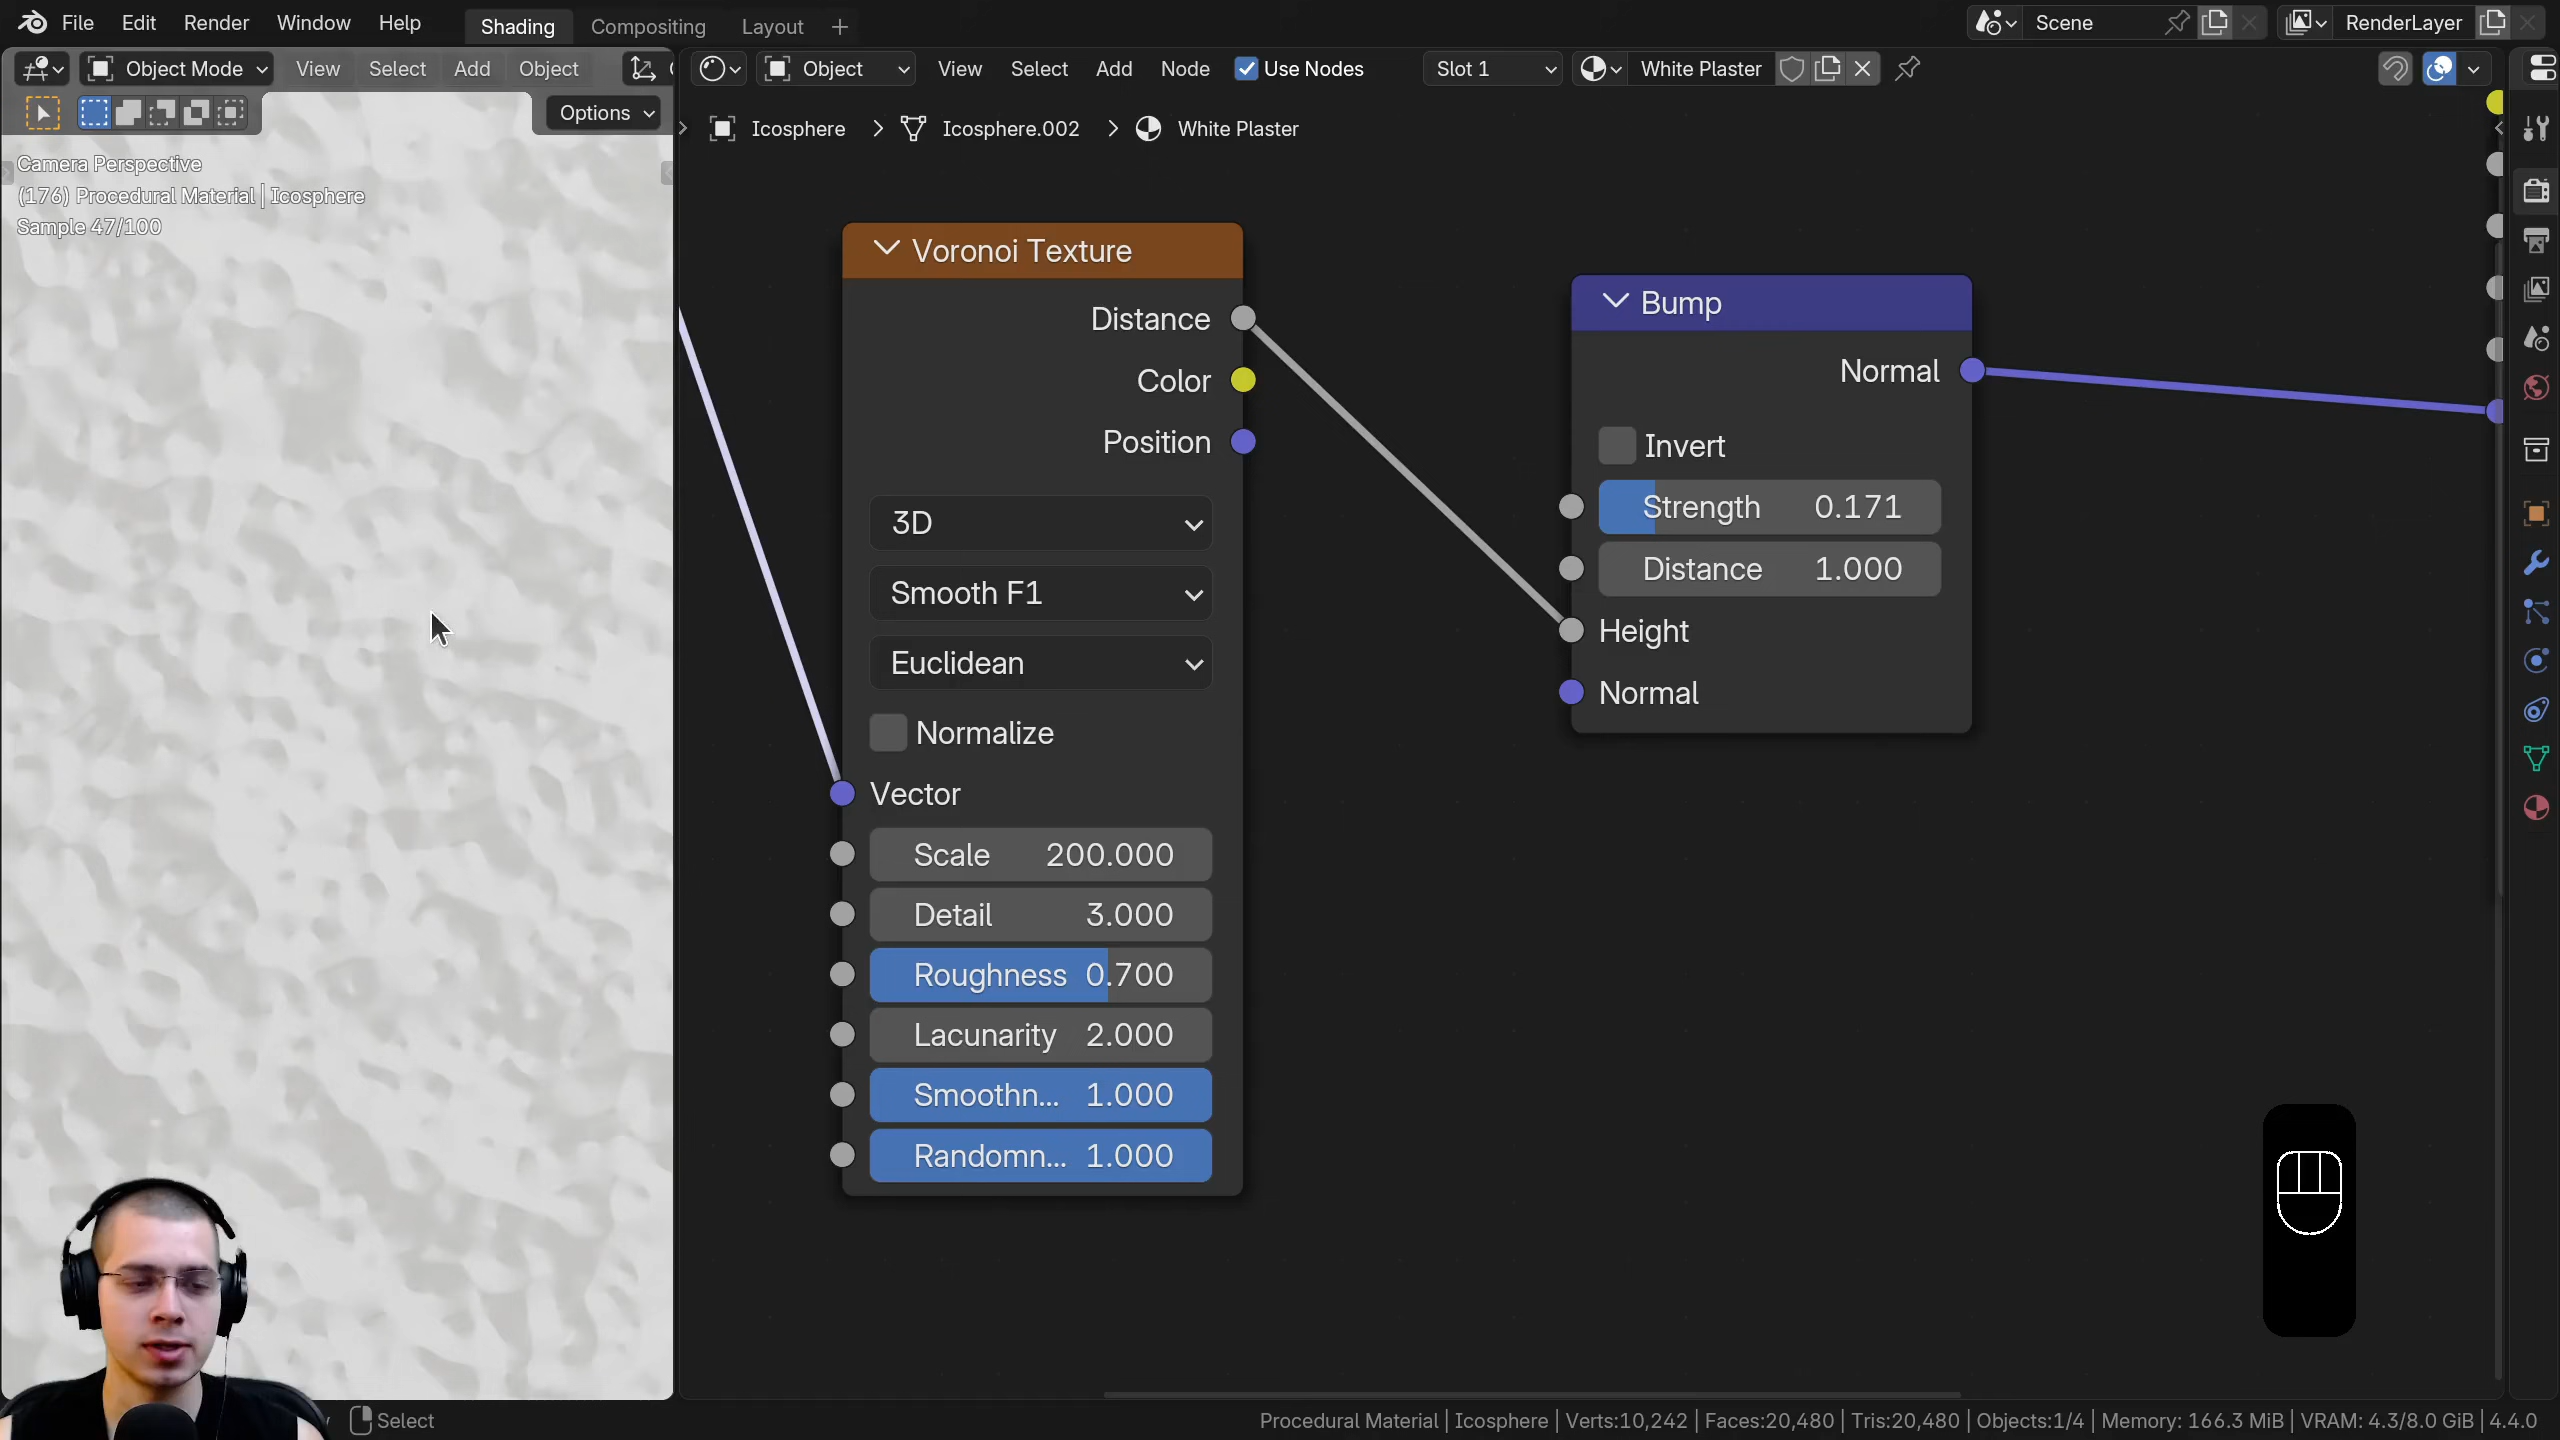 File Edit Render Window Help Shading Compositing Layout + Scene RenderLayer
Object Mode View Select Add Object Object View Select Add Node Use Nodes Slot 1 White Plaster
Options
Icosphere > Icosphere.002 > White Plaster
Camera Perspective
(176) Procedural Material | Icosphere
Sample 47/100
Voronoi Texture
Distance
Color
Position
3D
Smooth F1
Euclidean
Normalize
Vector
Scale 200.000
Detail 3.000
Roughness 0.700
Lacunarity 2.000
Smoothn... 1.000
Randomn... 1.000
Bump
Normal
Invert
Strength 0.171
Distance 1.000
Height
Normal
Select
Procedural Material | Icosphere | Verts:10,242 | Faces:20,480 | Tris:20,480 | Objects:1/4 | Memory: 166.3 MiB | VRAM: 4.3/8.0 GiB | 4.4.0